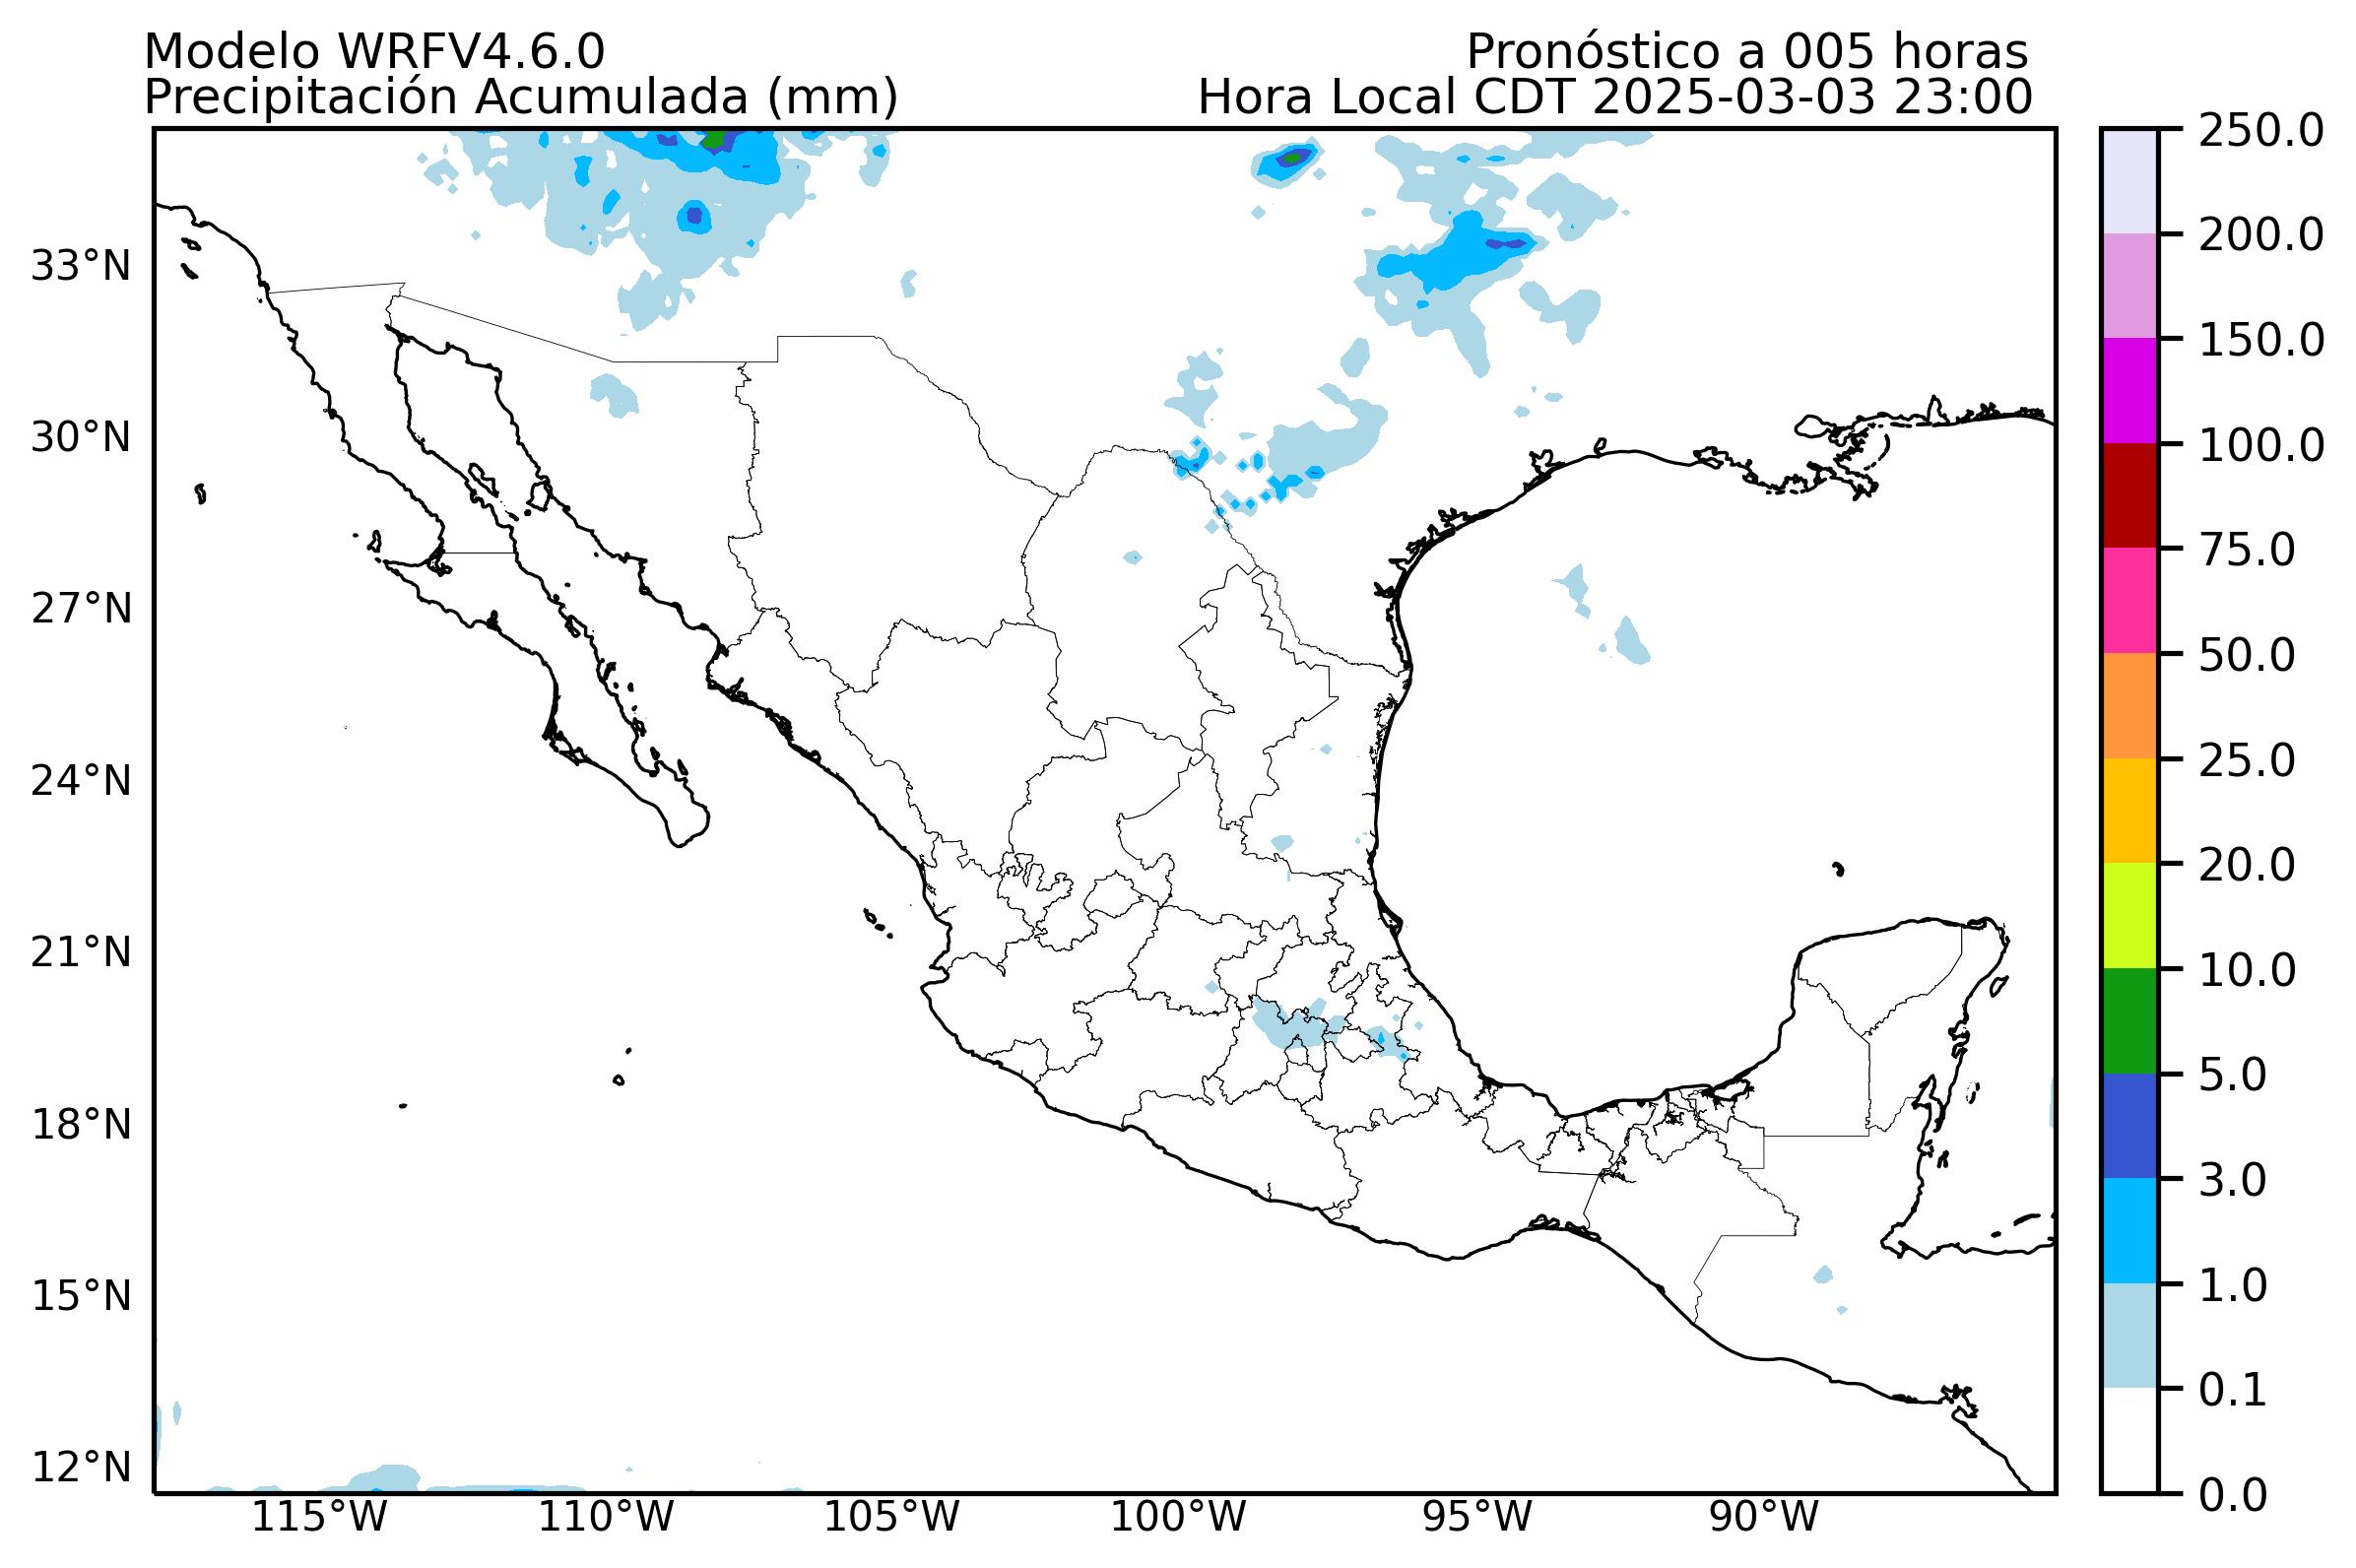 Modelo WRFV4.6.0
Pronóstico a 005 horas
Precipitación Acumulada (mm)
Hora Local CDT 2025-03-03 23:00
33°N
30°N
27°N
24°N
21°N
18°N
15°N
12°N
115°W
110°W
105°W
100°W
95°W
90°W
250.0
200.0
150.0
100.0
75.0
50.0
25.0
20.0
10.0
5.0
3.0
1.0
0.1
0.0